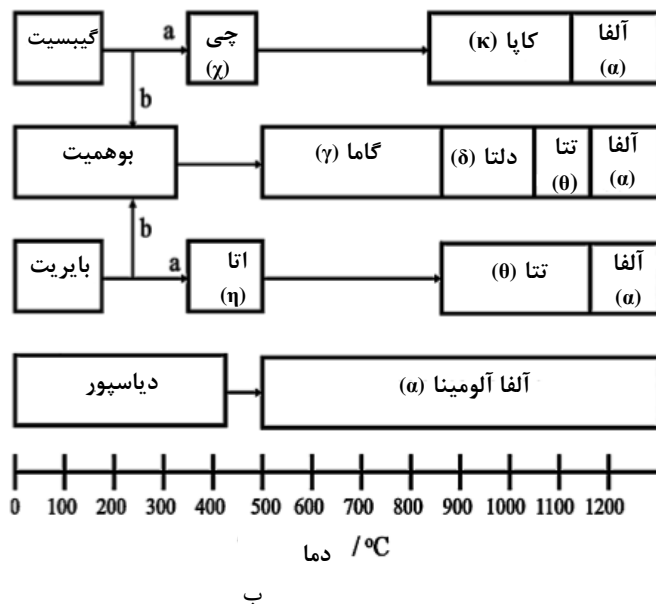 گیبسیت
a
چی
(χ)
کاپا (κ)
آلفا
(α)
b
بوهمیت
گاما (γ)
دلتا (δ)
تتا
(θ)
آلفا
(α)
b
بایریت
a
اتا
(η)
تتا (θ)
آلفا
(α)
دیاسپور
آلفا آلومینا (α)
0 100 200 300 400 500 600 700 800 900 1000 1100 1200
دما / °C
ب